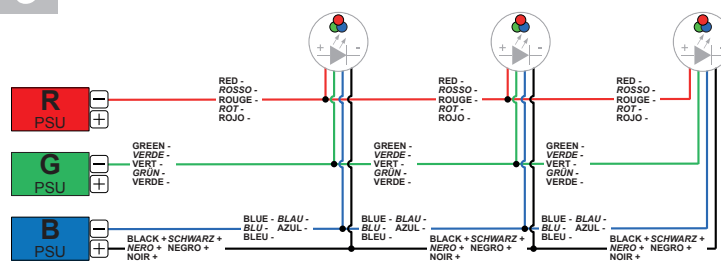 + -
+ -
+ -
R
PSU
-
+
RED -
ROSSO -
ROUGE -
ROT -
ROJO -
RED -
ROSSO -
ROUGE -
ROT -
ROJO -
RED -
ROSSO -
ROUGE -
ROT -
ROJO -
G
PSU
-
+
GREEN -
VERDE -
VERT -
GRÜN -
VERDE -
GREEN -
VERDE -
VERT -
GRÜN -
VERDE -
GREEN -
VERDE -
VERT -
GRÜN -
VERDE -
B
PSU
-
+
BLUE - BLAU -
BLU - AZUL -
BLEU -
BLUE - BLAU -
BLU - AZUL -
BLEU -
BLUE - BLAU -
BLU - AZUL -
BLEU -
BLACK + SCHWARZ +
NERO + NEGRO +
NOIR +
BLACK + SCHWARZ +
NERO + NEGRO +
NOIR +
BLACK + SCHWARZ +
NERO + NEGRO +
NOIR +